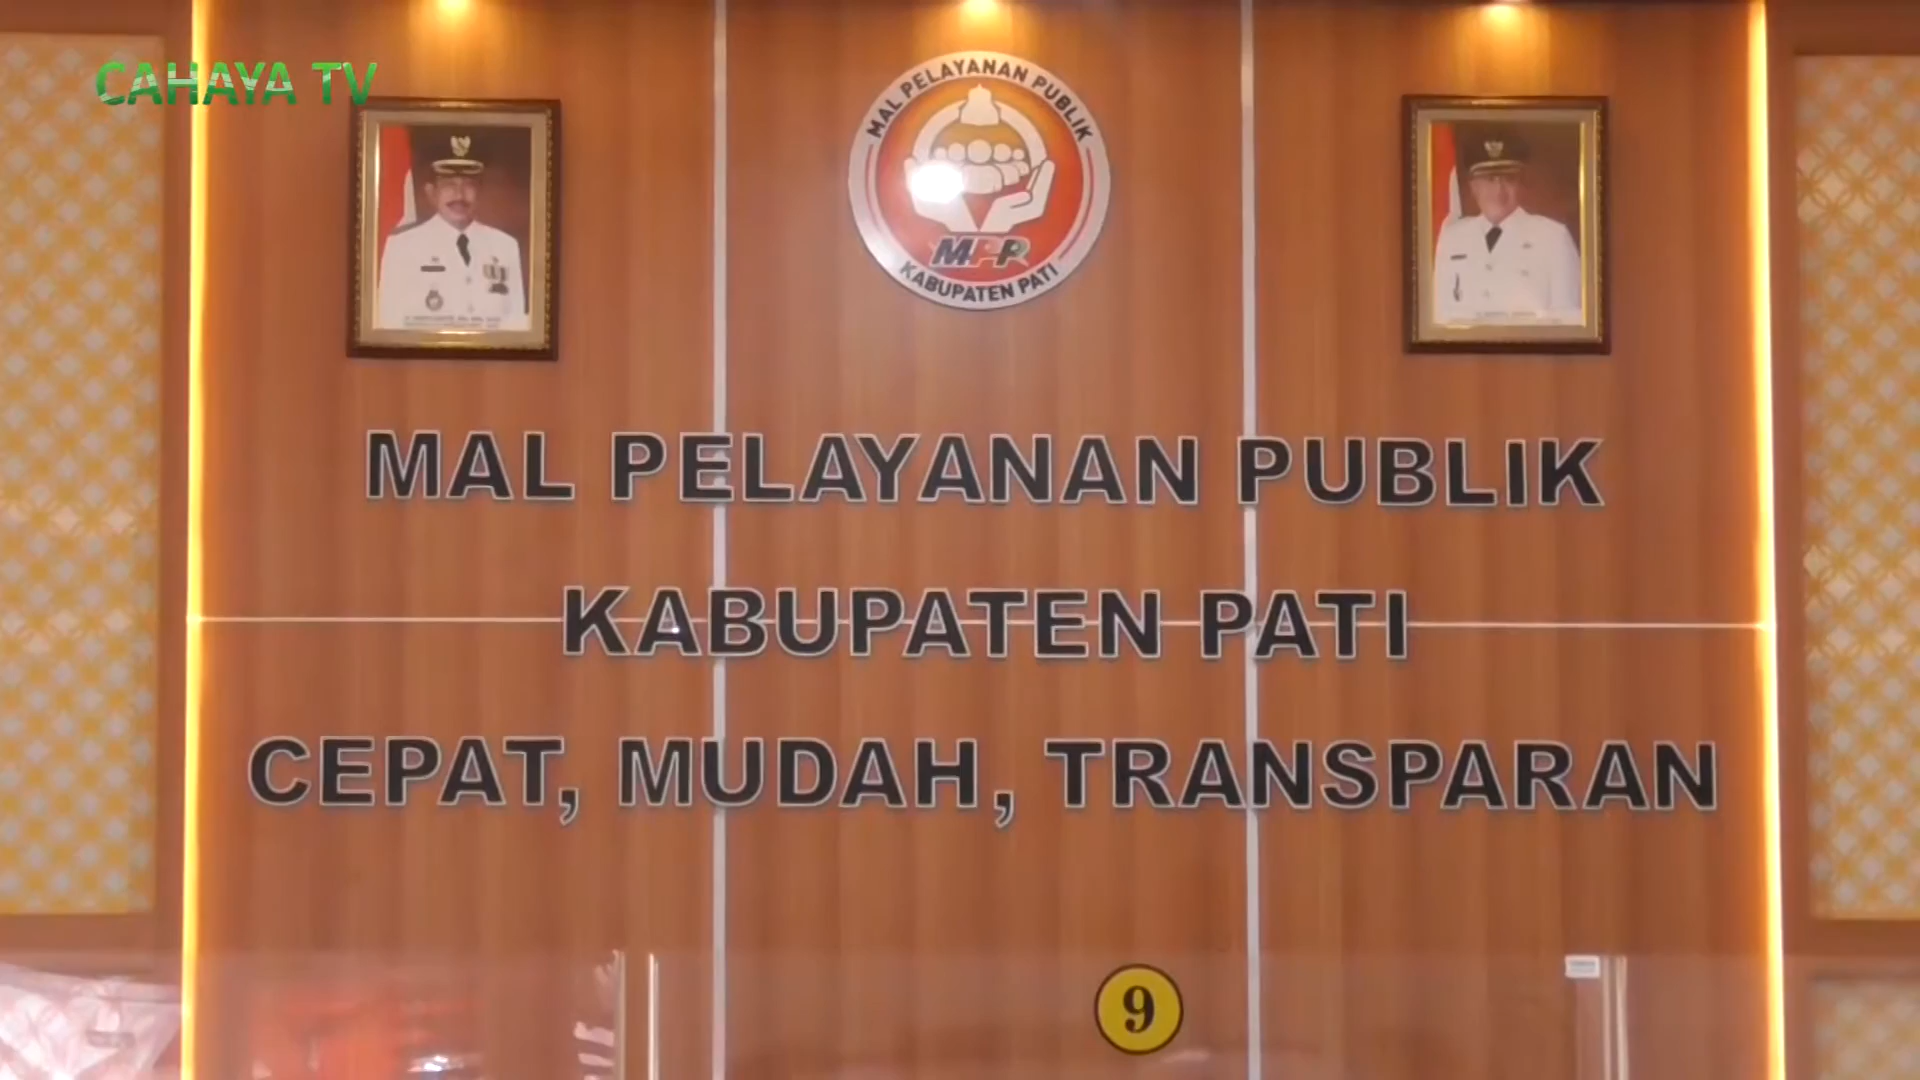 CAHAYA TV
MAL PELAYANAN PUBLIK
MPP
KABUPATEN PATI
MAL PELAYANAN PUBLIK
KABUPATEN PATI
CEPAT, MUDAH, TRANSPARAN
9